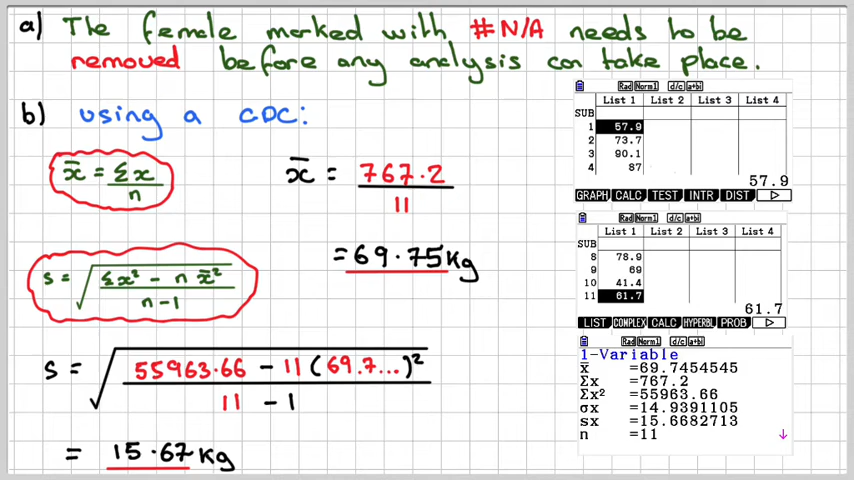 a) The female marked with #N/A needs to be
removed before any analysis can take place.
b) using a CDC:
x̄ = Σx / n
x̄ = 767.2 / 11
= 69.75 kg
s = √((Σx² - n x̄²) / (n-1))
s = √((55963.66 - 11(69.7...)²) / (11 - 1))
= 15.67 kg
Rad Norm1 d/c a+bi
List 1 List 2 List 3 List 4
SUB
1 57.9
2 73.7
3 90.1
4 87
57.9
GRAPH CALC TEST INTR DIST ▷
Rad Norm1 d/c a+bi
List 1 List 2 List 3 List 4
SUB
8 78.9
9 69
10 41.4
11 61.7
61.7
LIST COMPLEX CALC HYPERBL PROB ▷
Rad Norm1 d/c a+bi
1-Variable
x̄ =69.7454545
Σx =767.2
Σx² =55963.66
σx =14.9391105
sx =15.6682713
n =11 ↓